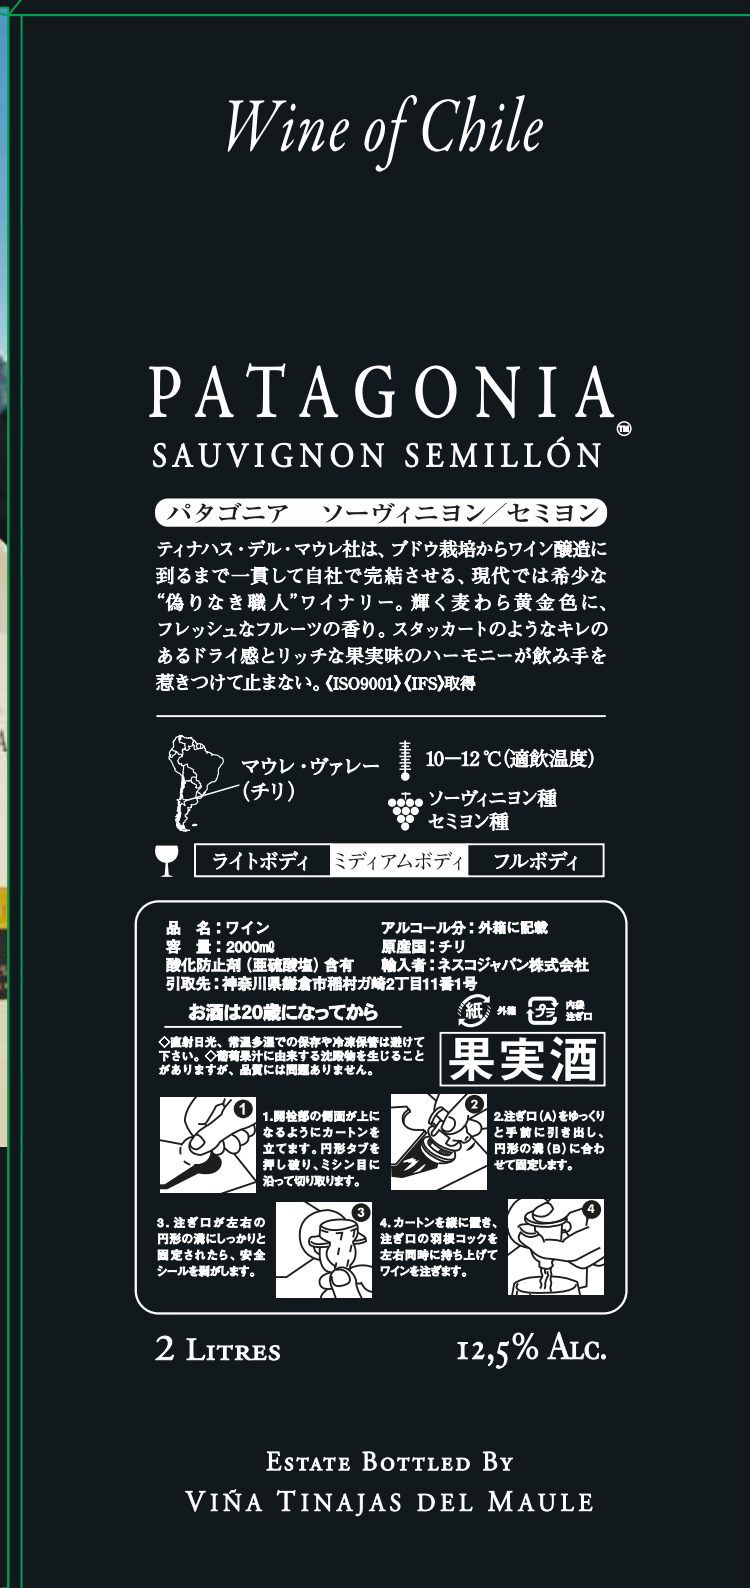 Wine of Chile
PATAGONIA
TM
SAUVIGNON SEMILLÓN
パタゴニア ソーヴィニヨン／セミヨン
ティナハス・デル・マウレ社は、ブドウ栽培からワイン醸造に
到るまで一貫して自社で完結させる、現代では希少な
“偽りなき職人”ワイナリー。輝く麦わら黄金色に、
フレッシュなフルーツの香り。スタッカートのようなキレの
あるドライ感とリッチな果実味のハーモニーが飲み手を
惹きつけて止まない。《ISO9001》《IFS》取得
マウレ・ヴァレー
(チリ)
10―12℃(適飲温度)
ソーヴィニヨン種
セミヨン種
ライトボディ ミディアムボディ フルボディ
品 名：ワイン アルコール分：外箱に記載
容 量：2000mℓ 原産国：チリ
酸化防止剤（亜硫酸塩）含有 輸入者：ネスコジャパン株式会社
引取先：神奈川県鎌倉市稲村ガ崎2丁目11番1号
お酒は20歳になってから
紙 外箱 プラ 内袋
注ぎ口
◇直射日光、常温多湿での保存や冷凍保管は避けて
下さい。◇葡萄果汁に由来する沈殿物を生じること
がありますが、品質には問題ありません。
果実酒
1
1.開栓部の側面が上に
なるようにカートンを
立てます。円形タブを
押し破り、ミシン目に
沿って切り取ります。
2
2.注ぎ口(A)をゆっくり
と手前に引き出し、
円形の溝(B)に合わ
せて固定します。
3.注ぎ口が左右の
円形の溝にしっかりと
固定されたら、安全
シールを剥がします。
3
4.カートンを縦に置き、
注ぎ口の羽根コックを
左右同時に持ち上げて
ワインを注ぎます。
4
2 LITRES 12,5% ALC.
ESTATE BOTTLED BY
VIÑA TINAJAS DEL MAULE